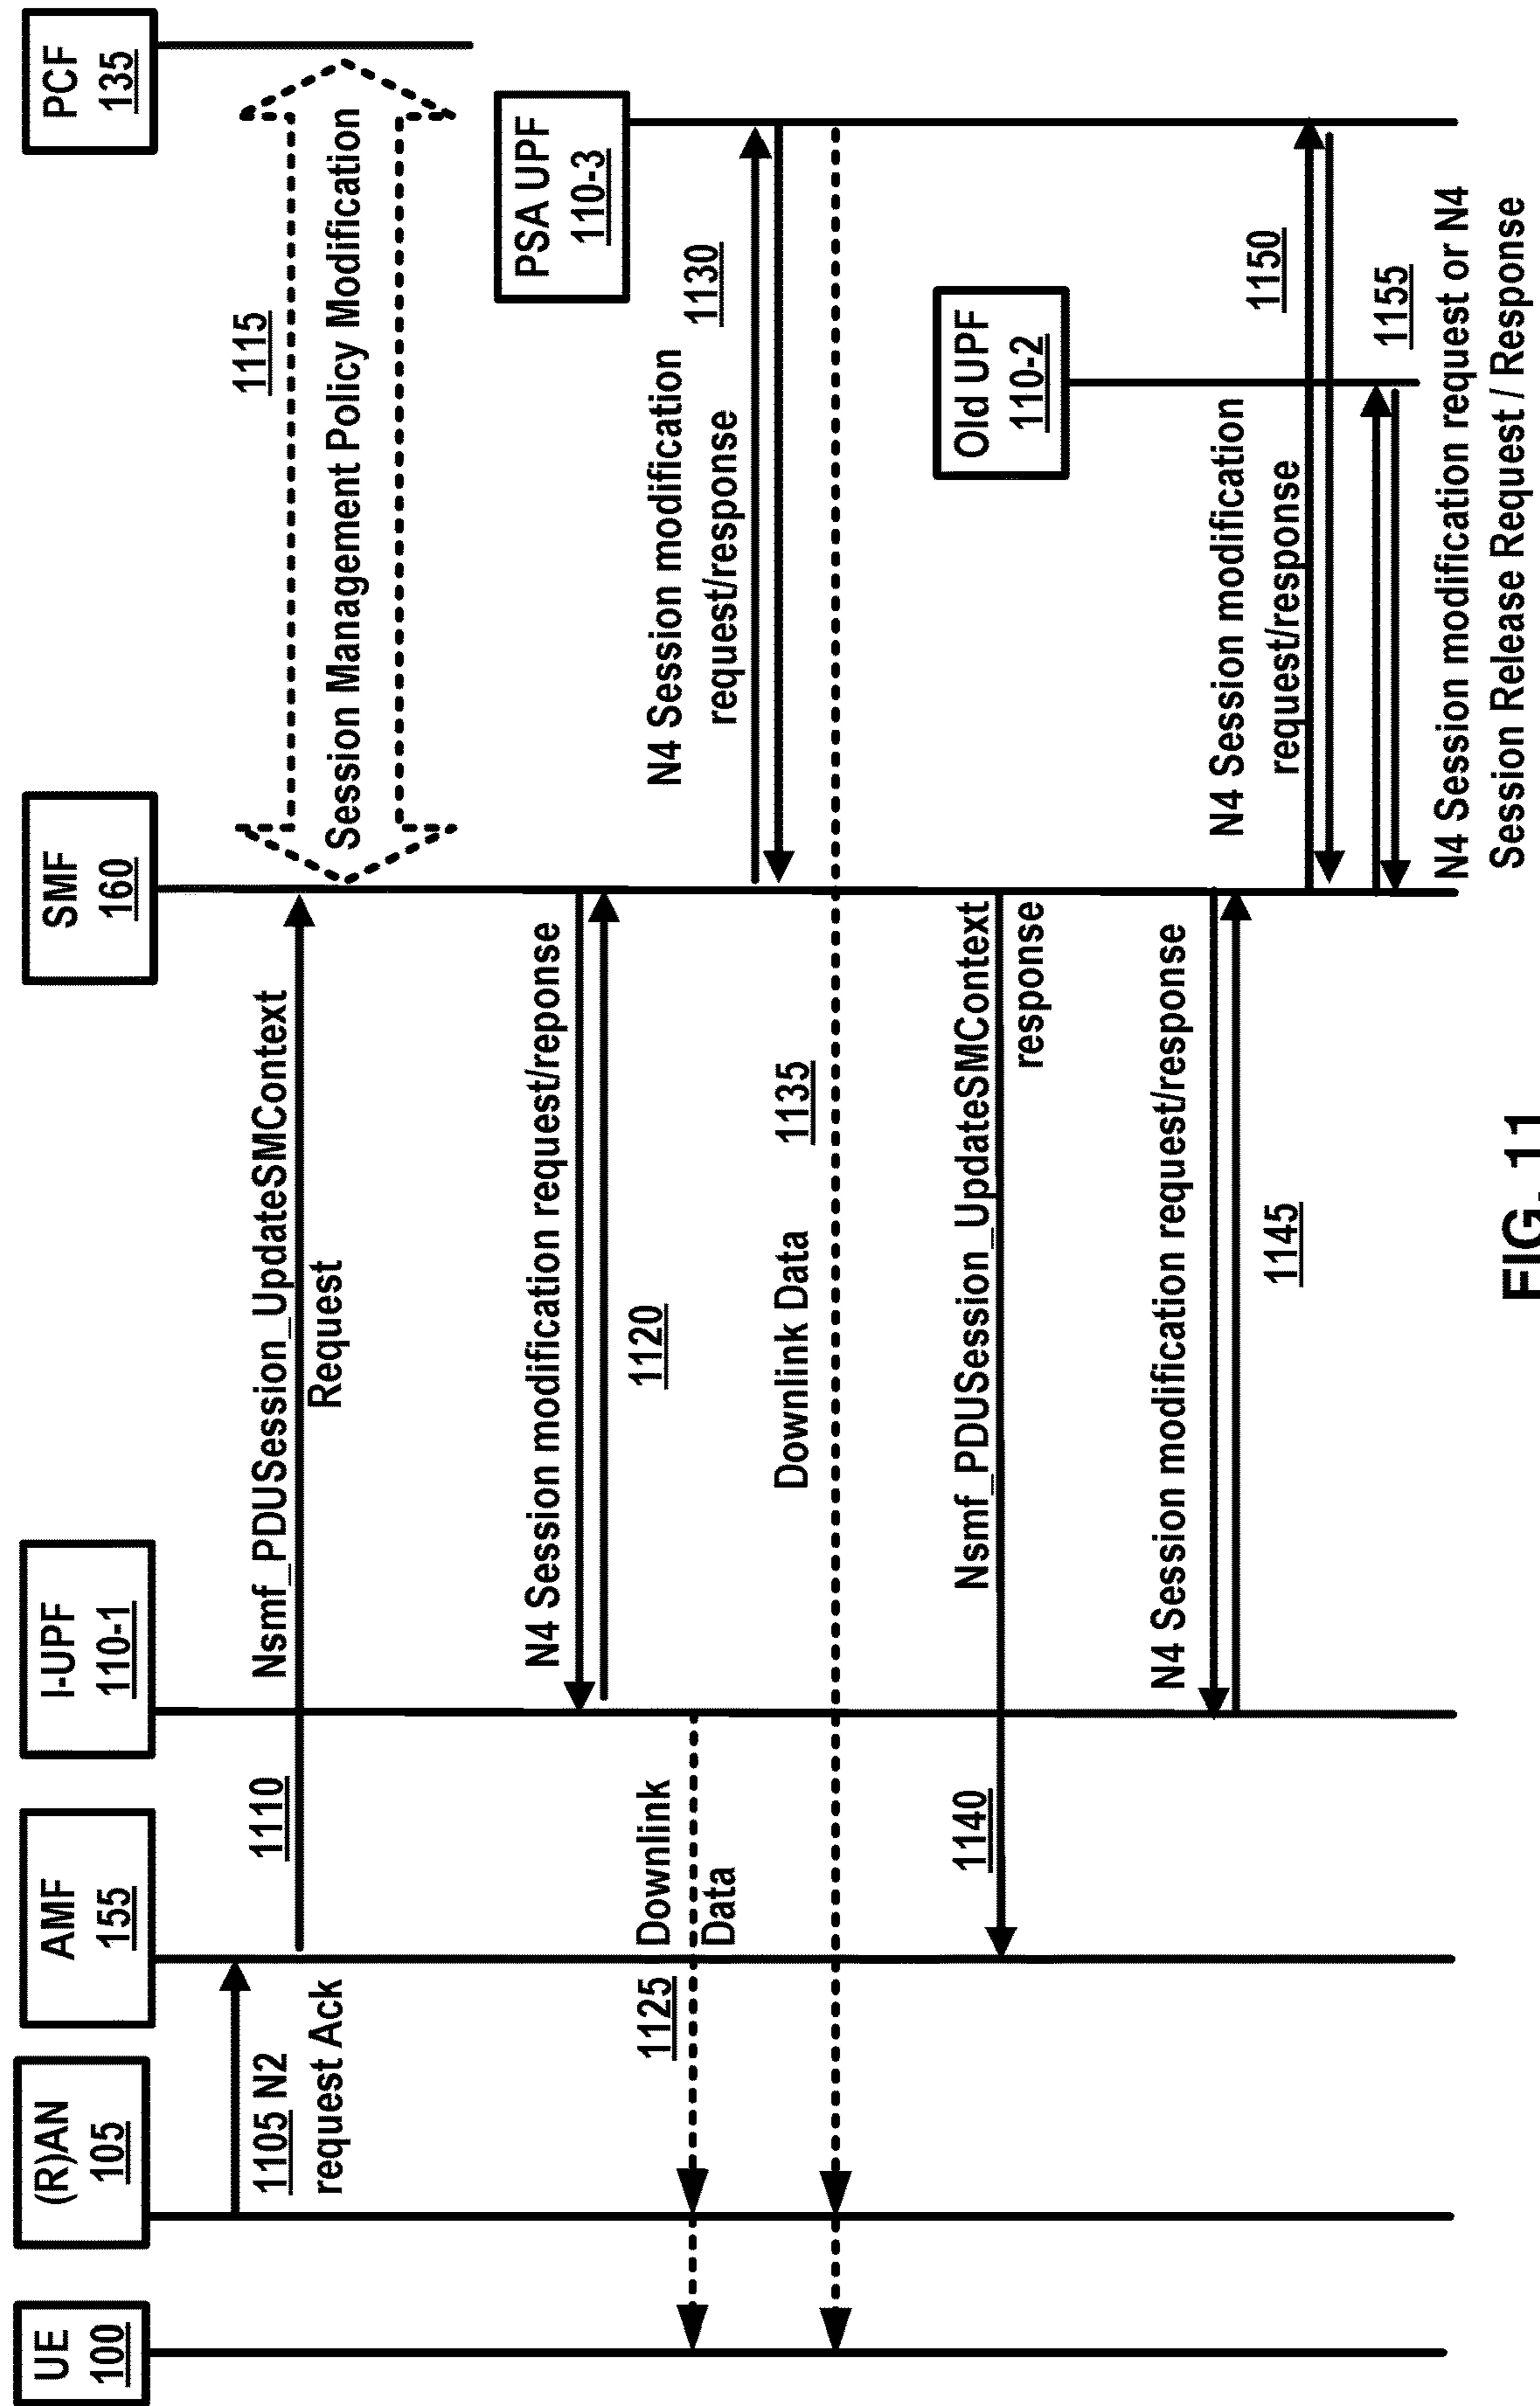 UE
100
(R)AN
105
AMF
155
I-UPF
110-1
SMF
160
PCF
135
1105 N2
request Ack
1110
Nsmf_PDUSession_UpdateSMContext
Request
1115
Session Management Policy Modification
N4 Session modification request/reponse
1120
PSA UPF
110-3
1125
Downlink
Data
N4 Session modification
request/response
1130
Downlink Data
1135
Old UPF
110-2
1140
Nsmf_PDUSession_UpdateSMContext
response
N4 Session modification request/response
1145
N4 Session modification
request/response
1150
1155
N4 Session modification request or N4
Session Release Request / Response
FIG. 11